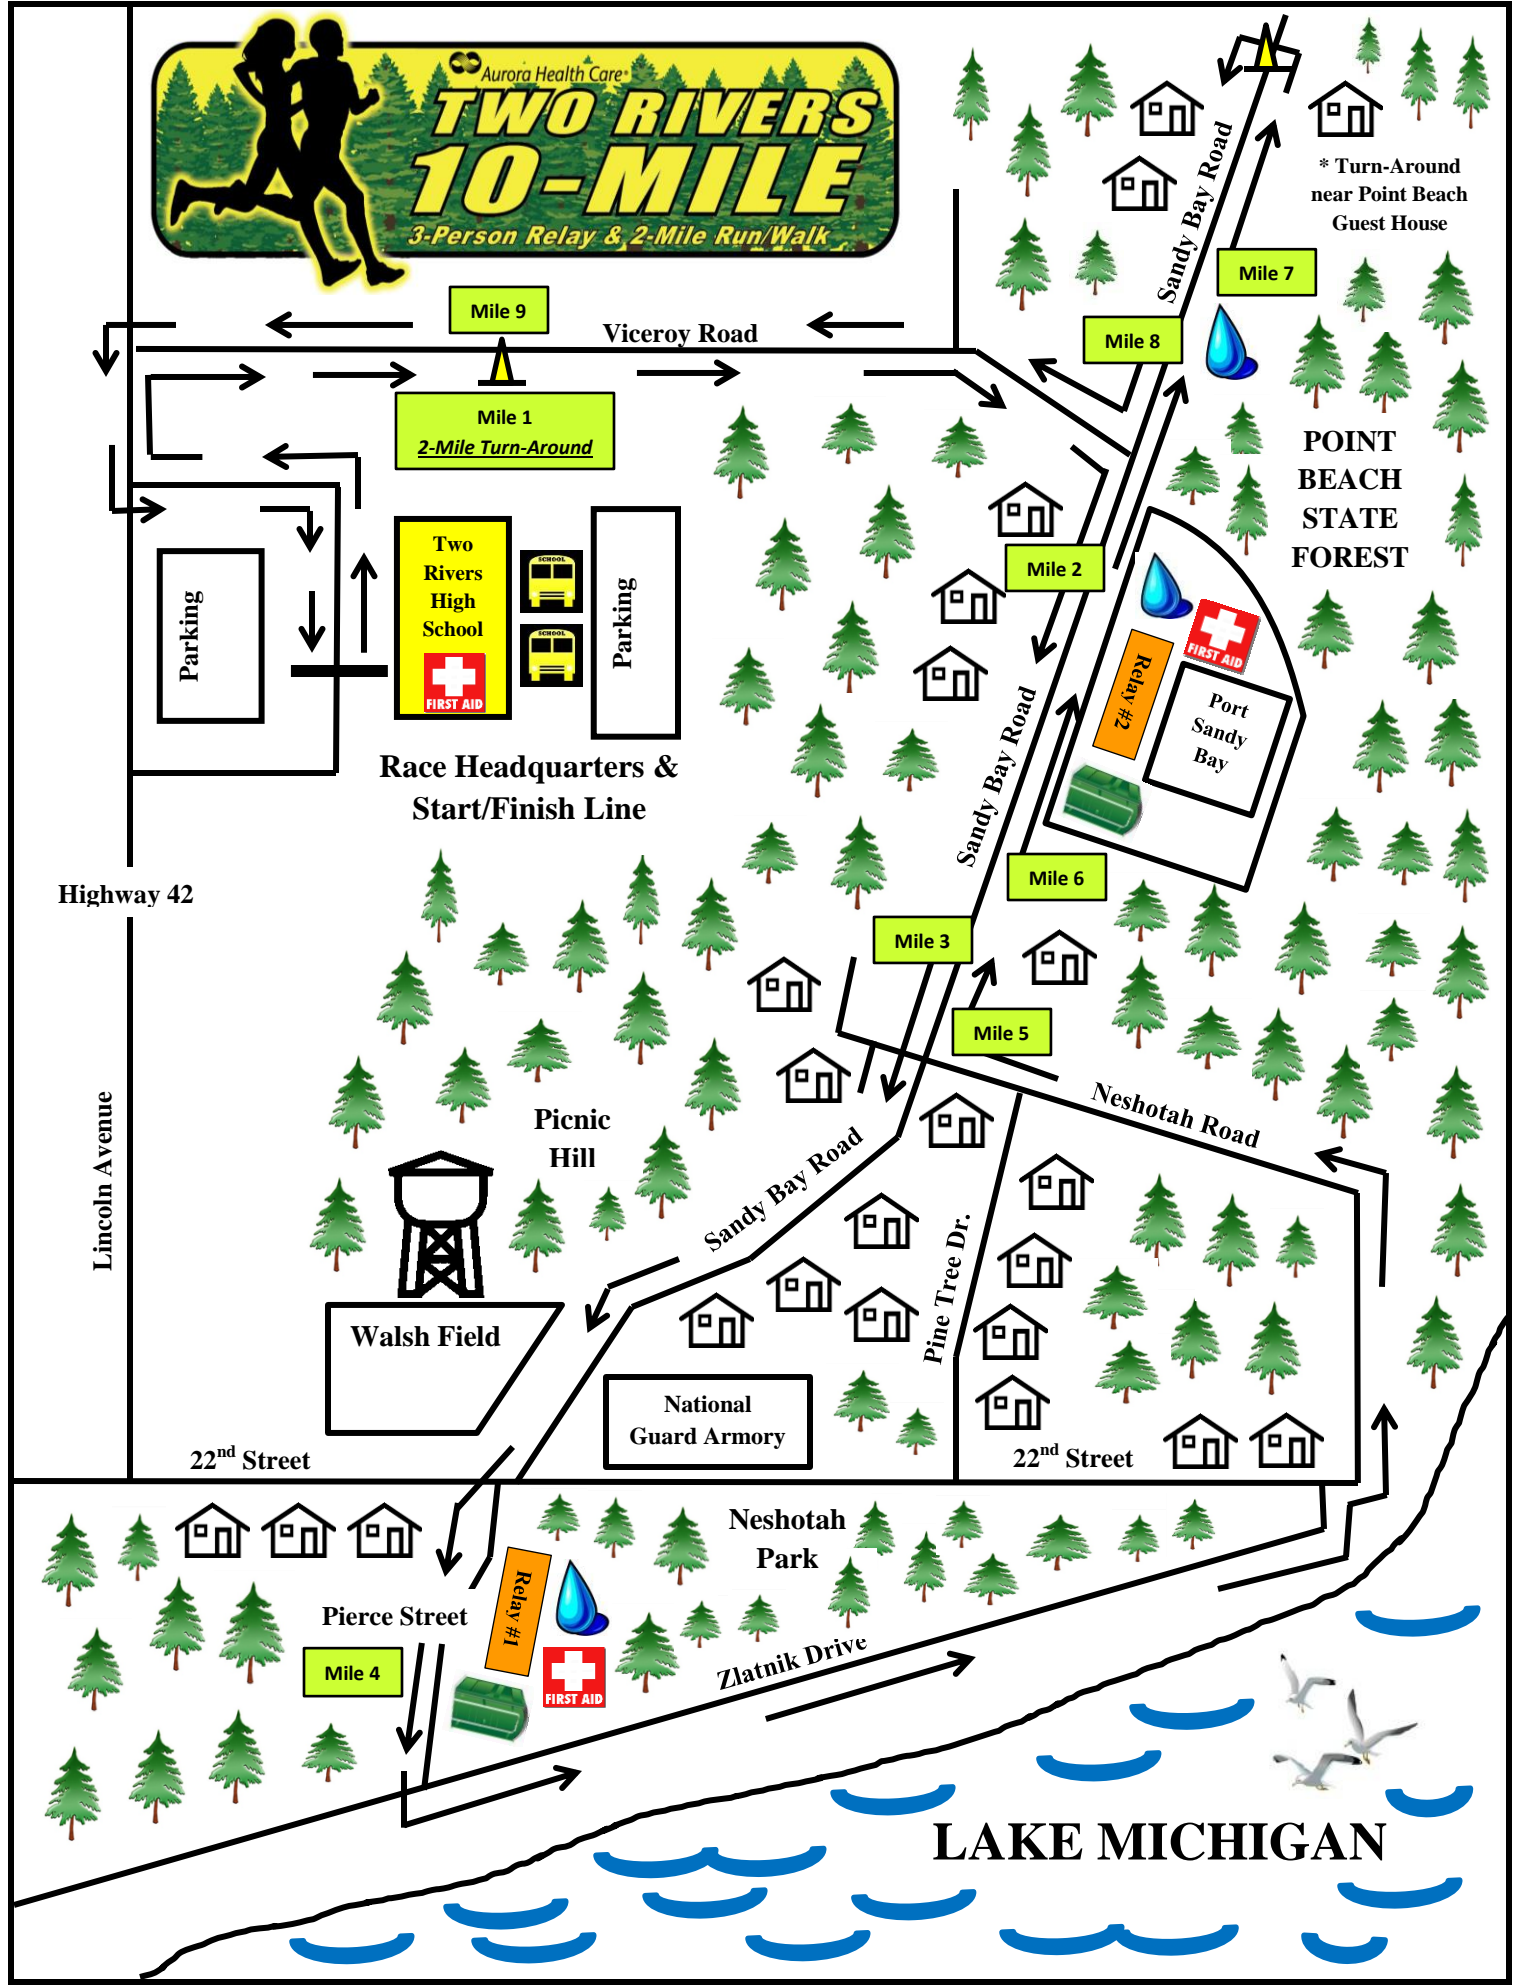 Aurora Health Care®
TWO RIVERS
10-MILE
3-Person Relay & 2-Mile Run/Walk
Sandy Bay Road
* Turn-Around
near Point Beach
Guest House
Mile 7
Mile 9
Viceroy Road
Mile 8
Mile 1
2-Mile Turn-Around
POINT
BEACH
STATE
FOREST
Two
Rivers
High
School
FIRST AID
SCHOOL
SCHOOL
Parking
Parking
Mile 2
FIRST AID
Relay #2
Port
Sandy
Bay
Sandy Bay Road
Race Headquarters &
Start/Finish Line
Highway 42
Mile 6
Mile 3
Mile 5
Neshotah Road
Lincoln Avenue
Picnic
Hill
Sandy Bay Road
Pine Tree Dr.
Walsh Field
National
Guard Armory
22nd Street
22nd Street
Neshotah
Park
Pierce Street
Relay #1
Mile 4
FIRST AID
Zlatnik Drive
LAKE MICHIGAN